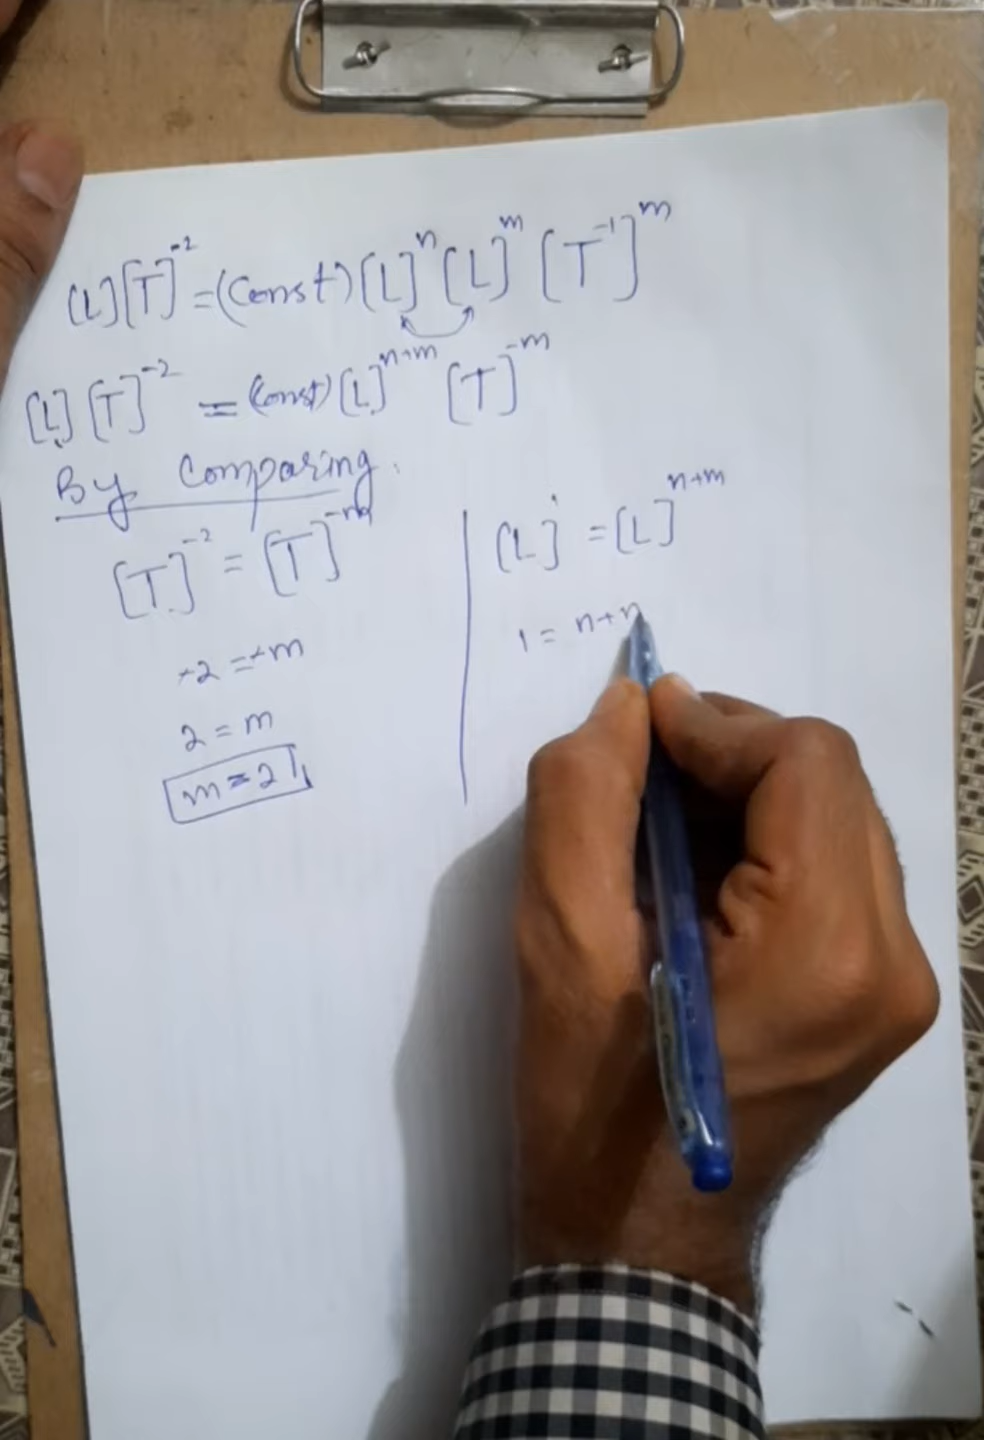 [L][T]⁻² = (Const) [L]ⁿ [L]ᵐ [T⁻¹]ᵐ
[L] [T]⁻² = (Const) [L]ⁿ⁺ᵐ [T]⁻ᵐ
By Comparing.
[T]⁻² = [T]⁻ᵐ
-2 = -m
2 = m
m = 2
[L]¹ = [L]ⁿ⁺ᵐ
1 = n+